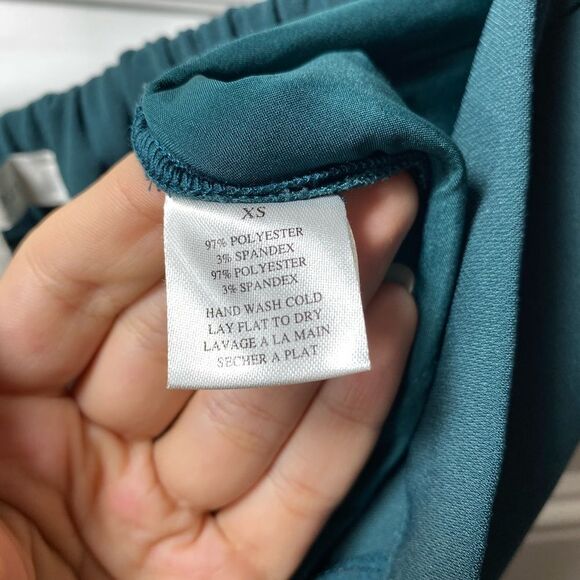 XS
97% POLYESTER
3% SPANDEX
97% POLYESTER
3% SPANDEX
HAND WASH COLD
LAY FLAT TO DRY
LAVAGE A LA MAIN
SECHER A PLAT